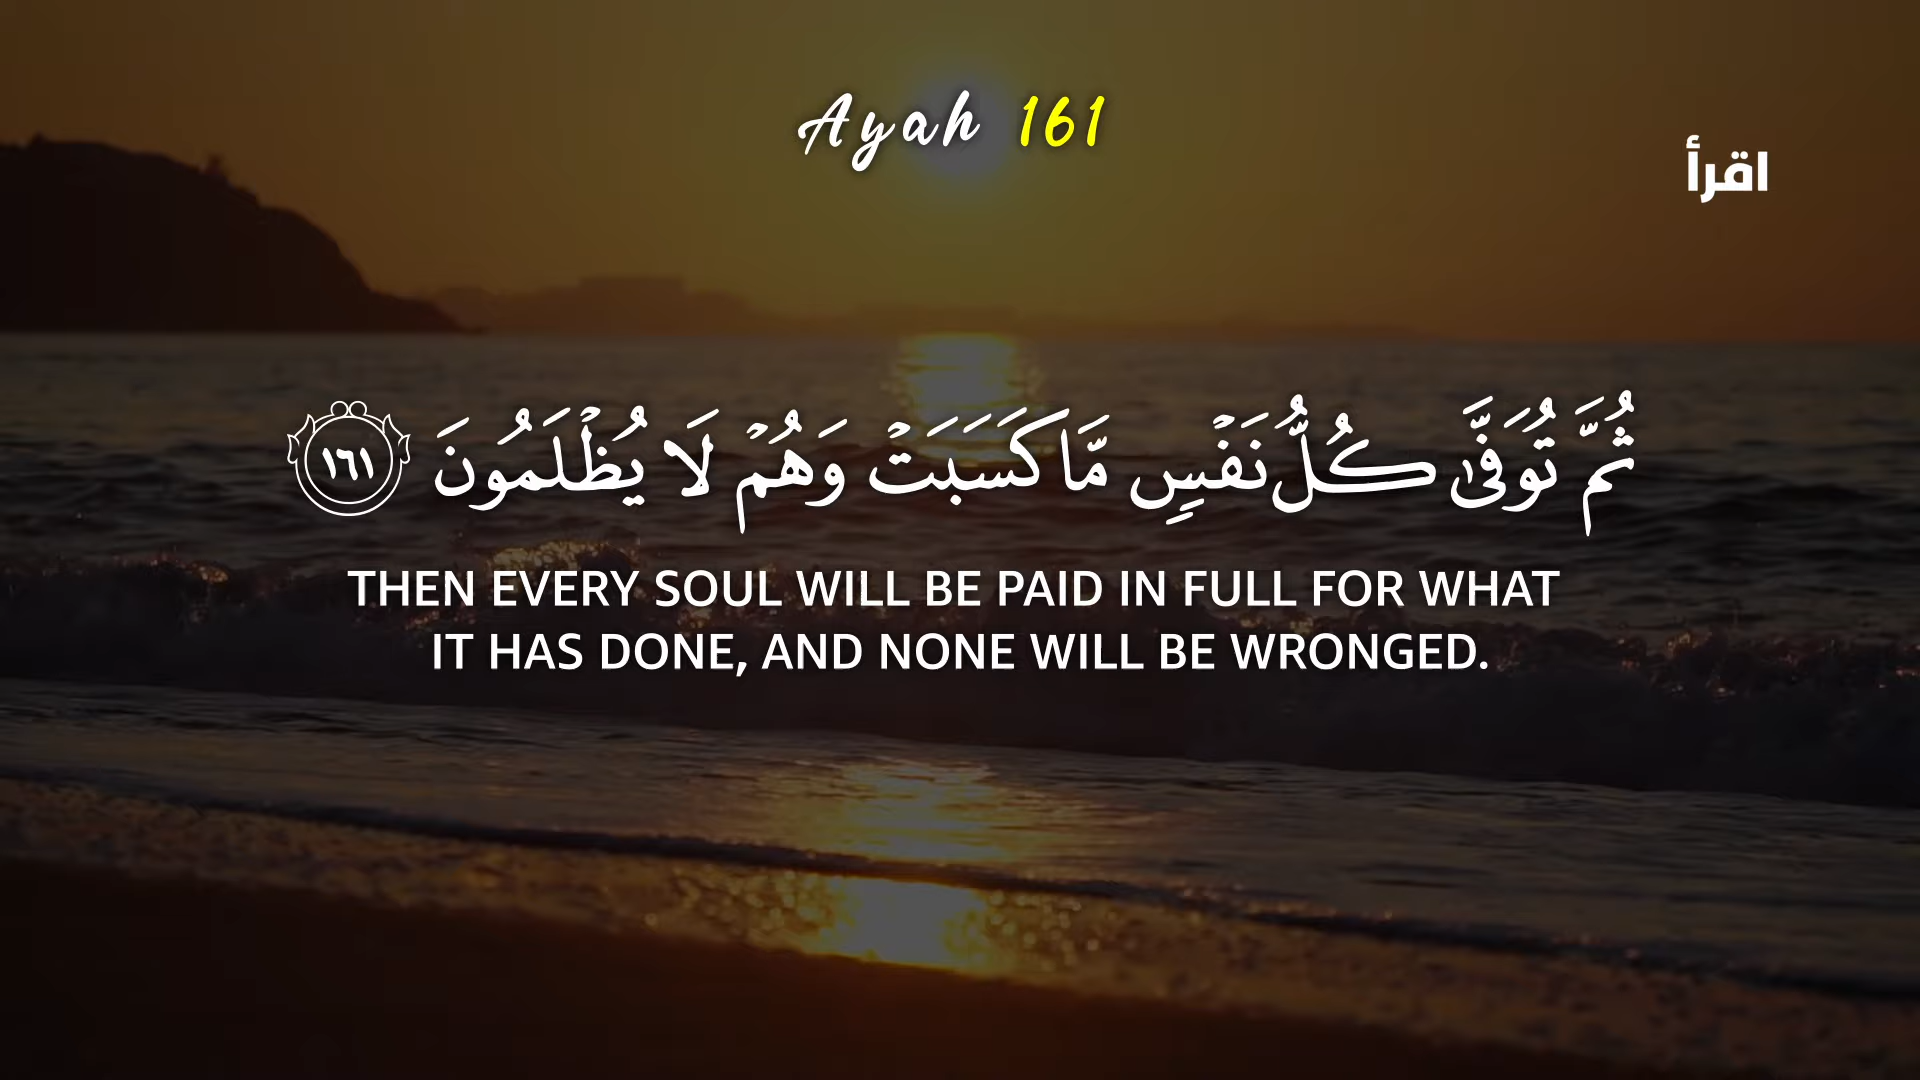 Ayah 161
اقرأ
ثُمَّ تُوَفَّىٰ كُلُّ نَفْسٍ مَّا كَسَبَتْ وَهُمْ لَا يُظْلَمُونَ ١٦١
THEN EVERY SOUL WILL BE PAID IN FULL FOR WHAT
IT HAS DONE, AND NONE WILL BE WRONGED.